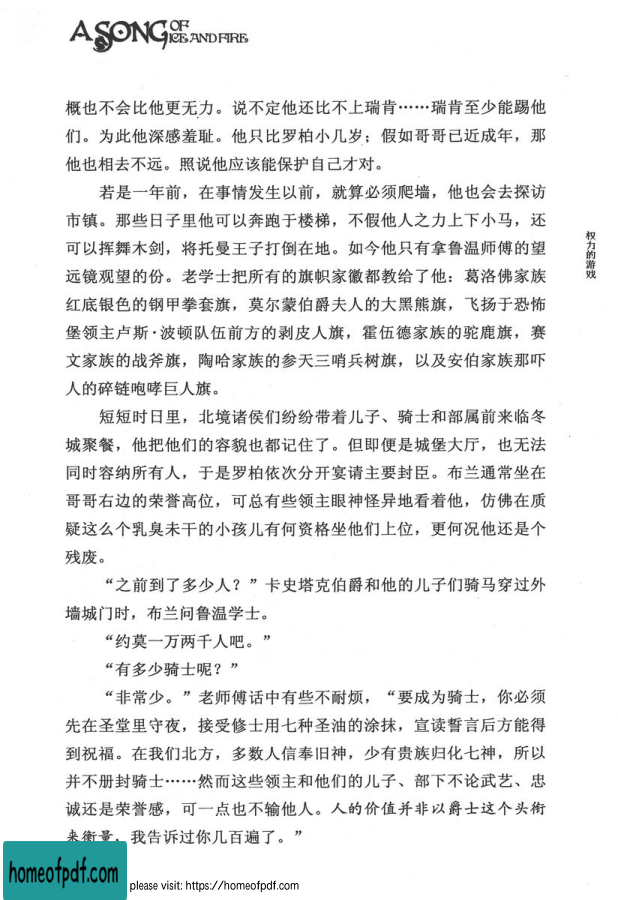 A SONG OF ICE AND FIRE
概也不会比他更无力。说不定他还比不上瑞肯……瑞肯至少能踢他
们。为此他深感羞耻。他只比罗柏小几岁；假如哥哥已近成年，那
他也相去不远。照说他应该能保护自己才对。
若是一年前，在事情发生以前，就算必须爬墙，他也会去探访
市镇。那些日子里他可以奔跑于楼梯，不假他人之力上下小马，还
可以挥舞木剑，将托曼王子打倒在地。如今他只有拿鲁温师傅的望
远镜观望的份。老学士把所有的旗帜家徽都教给了他：葛洛佛家族
红底银色的钢甲拳套旗，莫尔蒙伯爵夫人的大黑熊旗，飞扬于恐怖
堡领主卢斯·波顿队伍前方的剥皮人旗，霍伍德家族的驼鹿旗，赛
文家族的战斧旗，陶哈家族的参天三哨兵树旗，以及安伯家族那吓
人的碎链咆哮巨人旗。
短短时日里，北境诸侯们纷纷带着儿子、骑士和部属前来临冬
城聚餐，他把他们的容貌也都记住了。但即便是城堡大厅，也无法
同时容纳所有人，于是罗柏依次分开宴请主要封臣。布兰通常坐在
哥哥右边的荣誉高位，可总有些领主眼神怪异地看着他，仿佛在质
疑这么个乳臭未干的小孩儿有何资格坐他们上位，更何况他还是个
残废。
“之前到了多少人？”卡史塔克伯爵和他的儿子们骑马穿过外
墙城门时，布兰问鲁温学士。
“约莫一万两千人吧。”
“有多少骑士呢？”
“非常少。”老师傅话中有些不耐烦，“要成为骑士，你必须
先在圣堂里守夜，接受修士用七种圣油的涂抹，宣读誓言后方能得
到祝福。在我们北方，多数人信奉旧神，少有贵族归化七神，所以
并不册封骑士……然而这些领主和他们的儿子、部下不论武艺、忠
诚还是荣誉感，可一点也不输他人。人的价值并非以爵士这个头衔
来衡量，我告诉过你几百遍了。”
权力的游戏
homeofpdf.com
please visit: https://homeofpdf.com